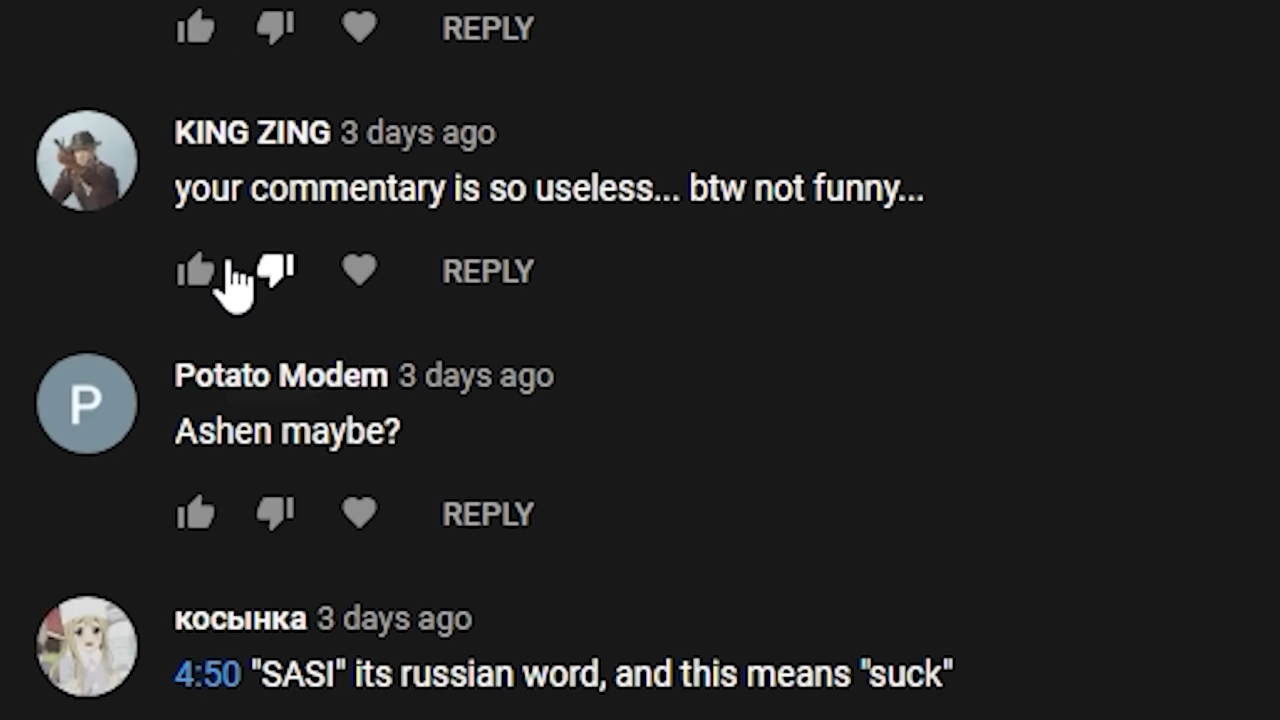 REPLY
KING ZING 3 days ago
your commentary is so useless... btw not funny...
REPLY
P
Potato Modem 3 days ago
Ashen maybe?
REPLY
косынка 3 days ago
4:50 "SASI" its russian word, and this means "suck"